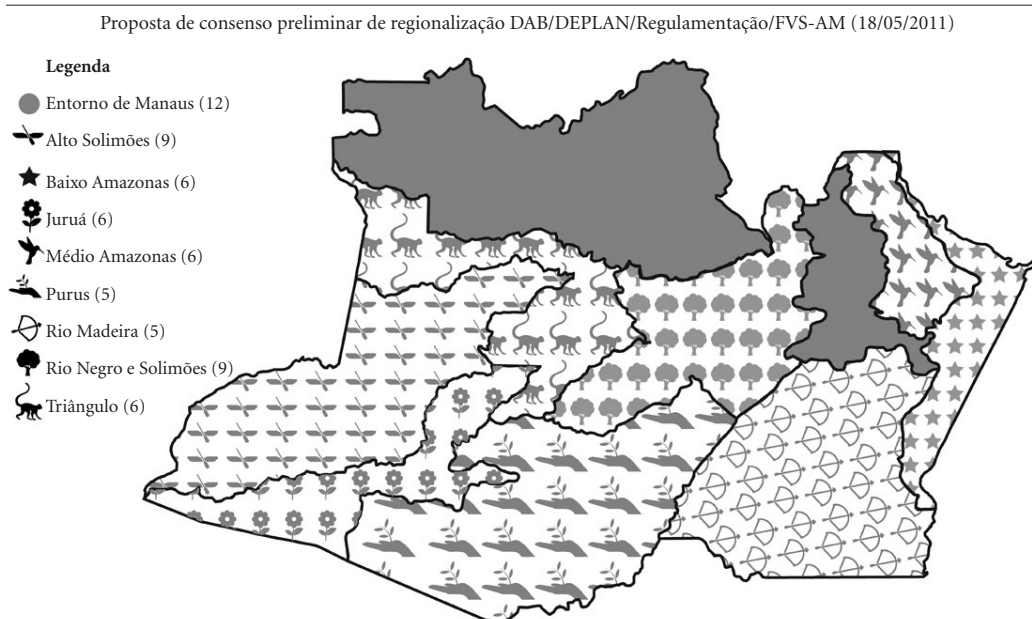 Proposta de consenso preliminar de regionalização DAB/DEPLAN/Regulamentação/FVS-AM (18/05/2011)
Legenda
Entorno de Manaus (12)
Alto Solimões (9)
Baixo Amazonas (6)
Juruá (6)
Médio Amazonas (6)
Purus (5)
Rio Madeira (5)
Rio Negro e Solimões (9)
Triângulo (6)